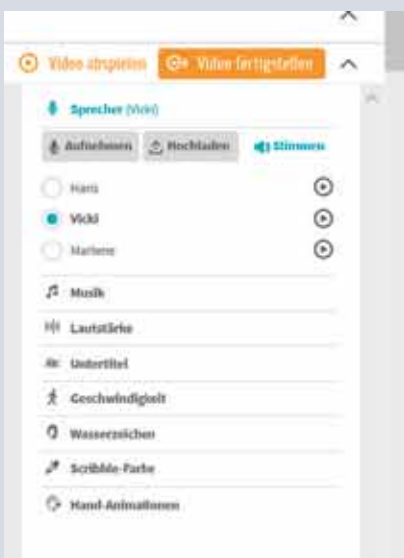 Video abspielen Video fertigstellen
Sprecher (Vicki)
Aufnehmen Hochladen Stimmen
Hans
Vicki
Marlene
Musik
Lautstärke
Abc Untertitel
Geschwindigkeit
Wasserzeichen
Scribble-Farbe
Hand-Animationen